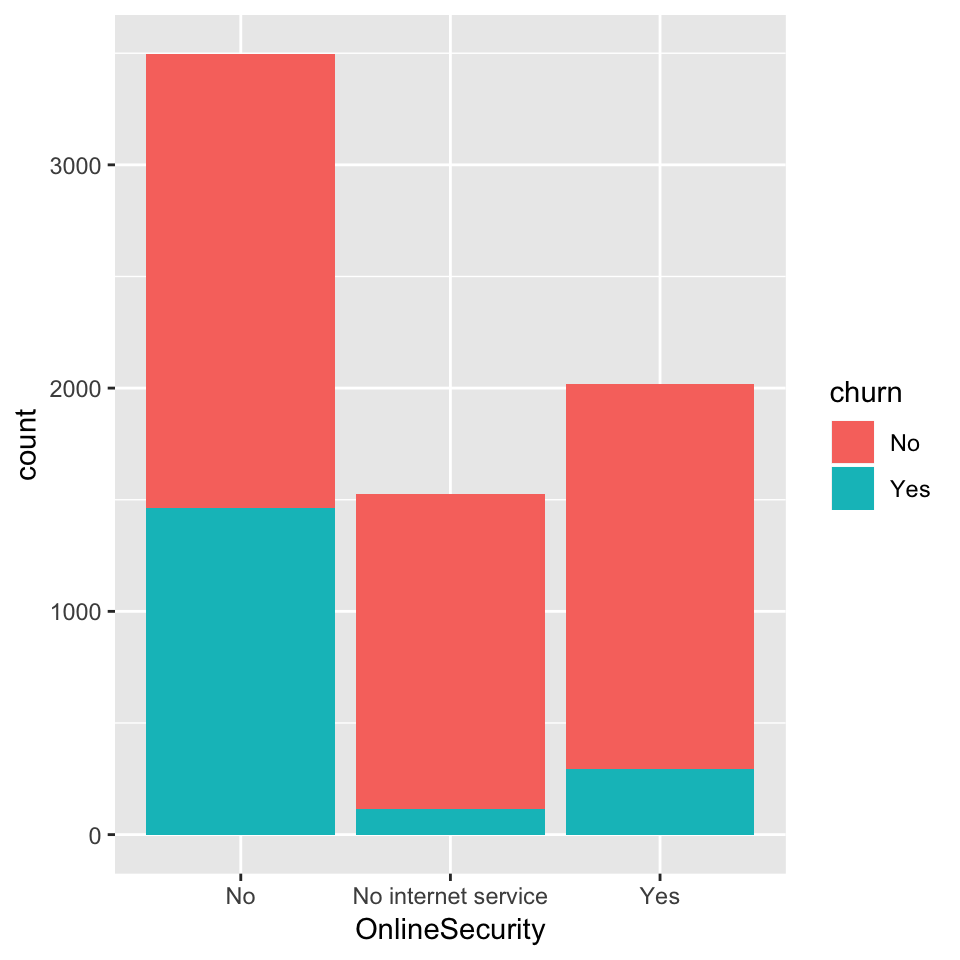 3000
2000
1000
0
count
No
No internet service
Yes
OnlineSecurity
churn
No
Yes